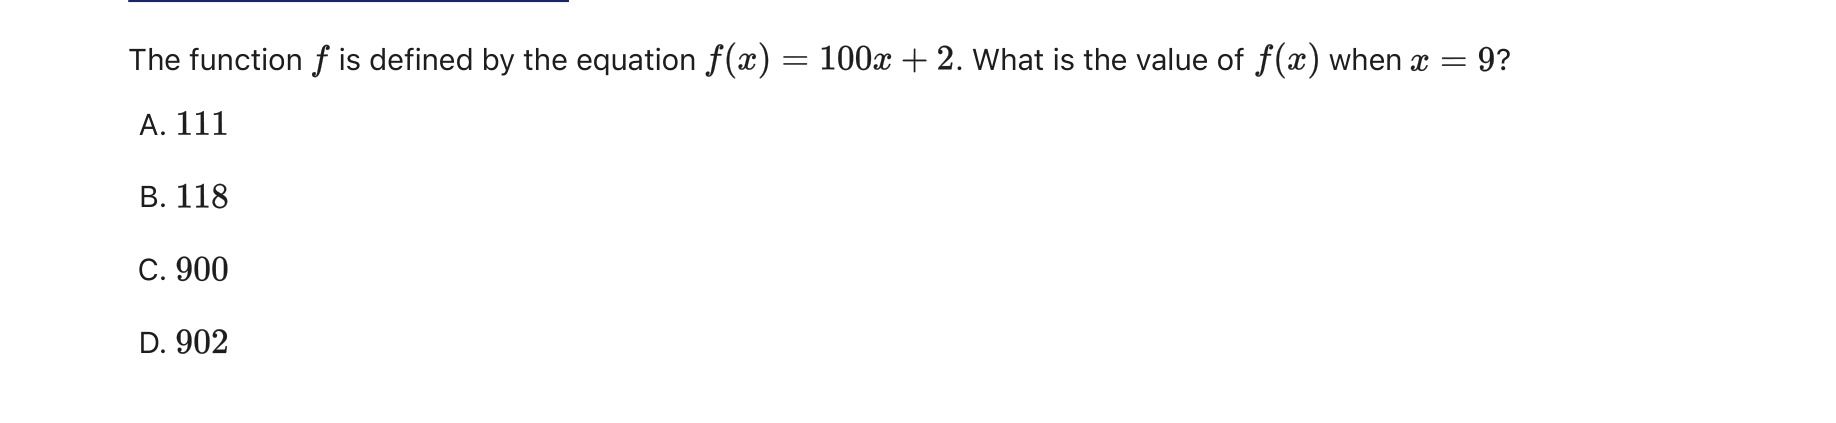 The function f is defined by the equation f(x) = 100x + 2. What is the value of f(x) when x = 9?
A. 111
B. 118
C. 900
D. 902